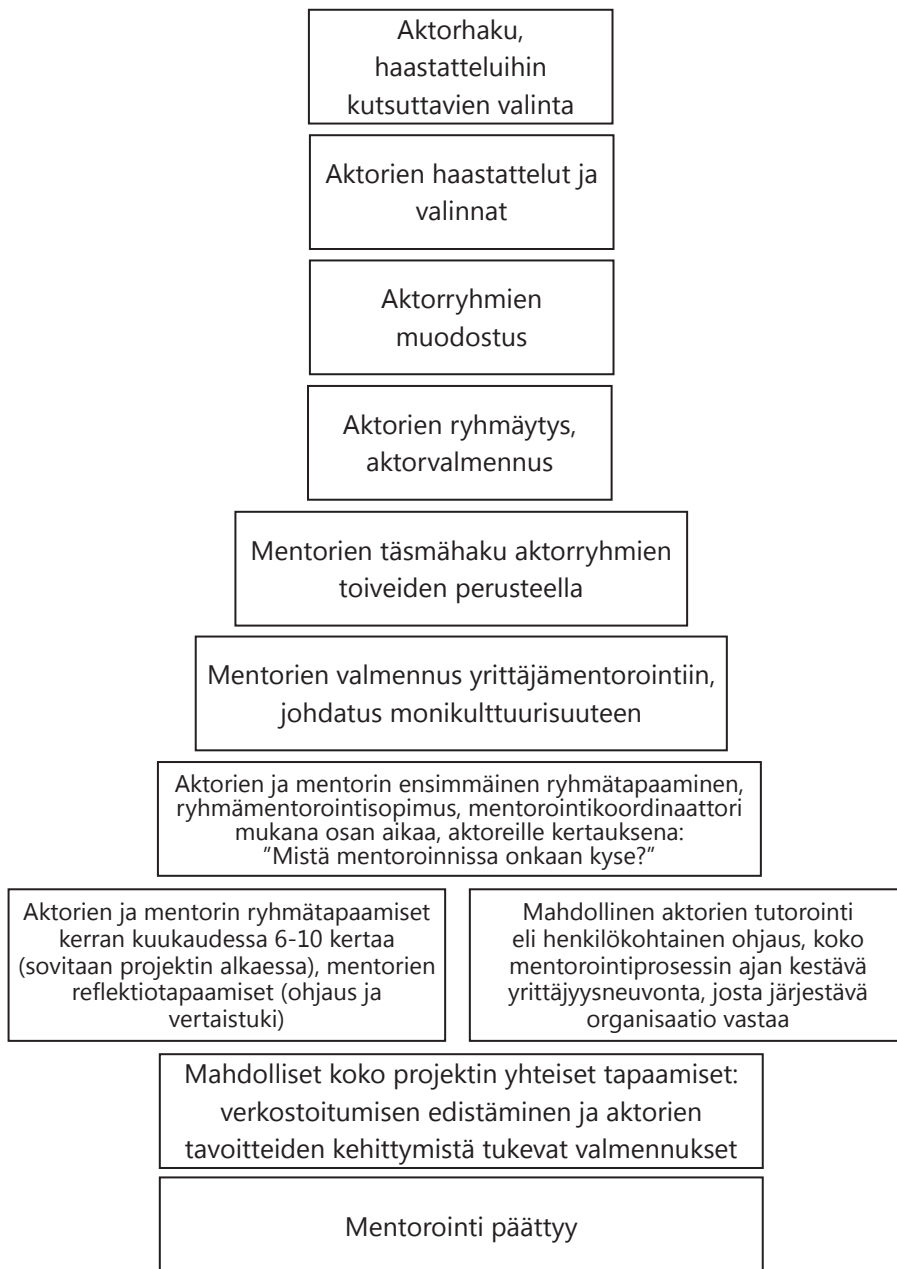 Aktorhaku,
haastatteluihin
kutsuttavien valinta
Aktorien haastattelut ja
valinnat
Aktorryhmien
muodostus
Aktorien ryhmäytys,
aktorvalmennus
Mentorien täsmähaku aktorryhmien
toiveiden perusteella
Mentorien valmennus yrittäjämentorointiin,
johdatus monikulttuurisuuteen
Aktorien ja mentorin ensimmäinen ryhmätapaaminen,
ryhmämentorointisopimus, mentorointikoordinaattori
mukana osan aikaa, aktoreille kertauksena:
”Mistä mentoroinnissa onkaan kyse?”
Aktorien ja mentorin ryhmätapaamiset
kerran kuukaudessa 6-10 kertaa
(sovitaan projektin alkaessa), mentorien
reflektiotapaamiset (ohjaus ja
vertaistuki)
Mahdollinen aktorien tutorointi
eli henkilökohtainen ohjaus, koko
mentorointiprosessin ajan kestävä
yrittäjyysneuvonta, josta järjestävä
organisaatio vastaa
Mahdolliset koko projektin yhteiset tapaamiset:
verkostoitumisen edistäminen ja aktorien
tavoitteiden kehittymistä tukevat valmennukset
Mentorointi päättyy